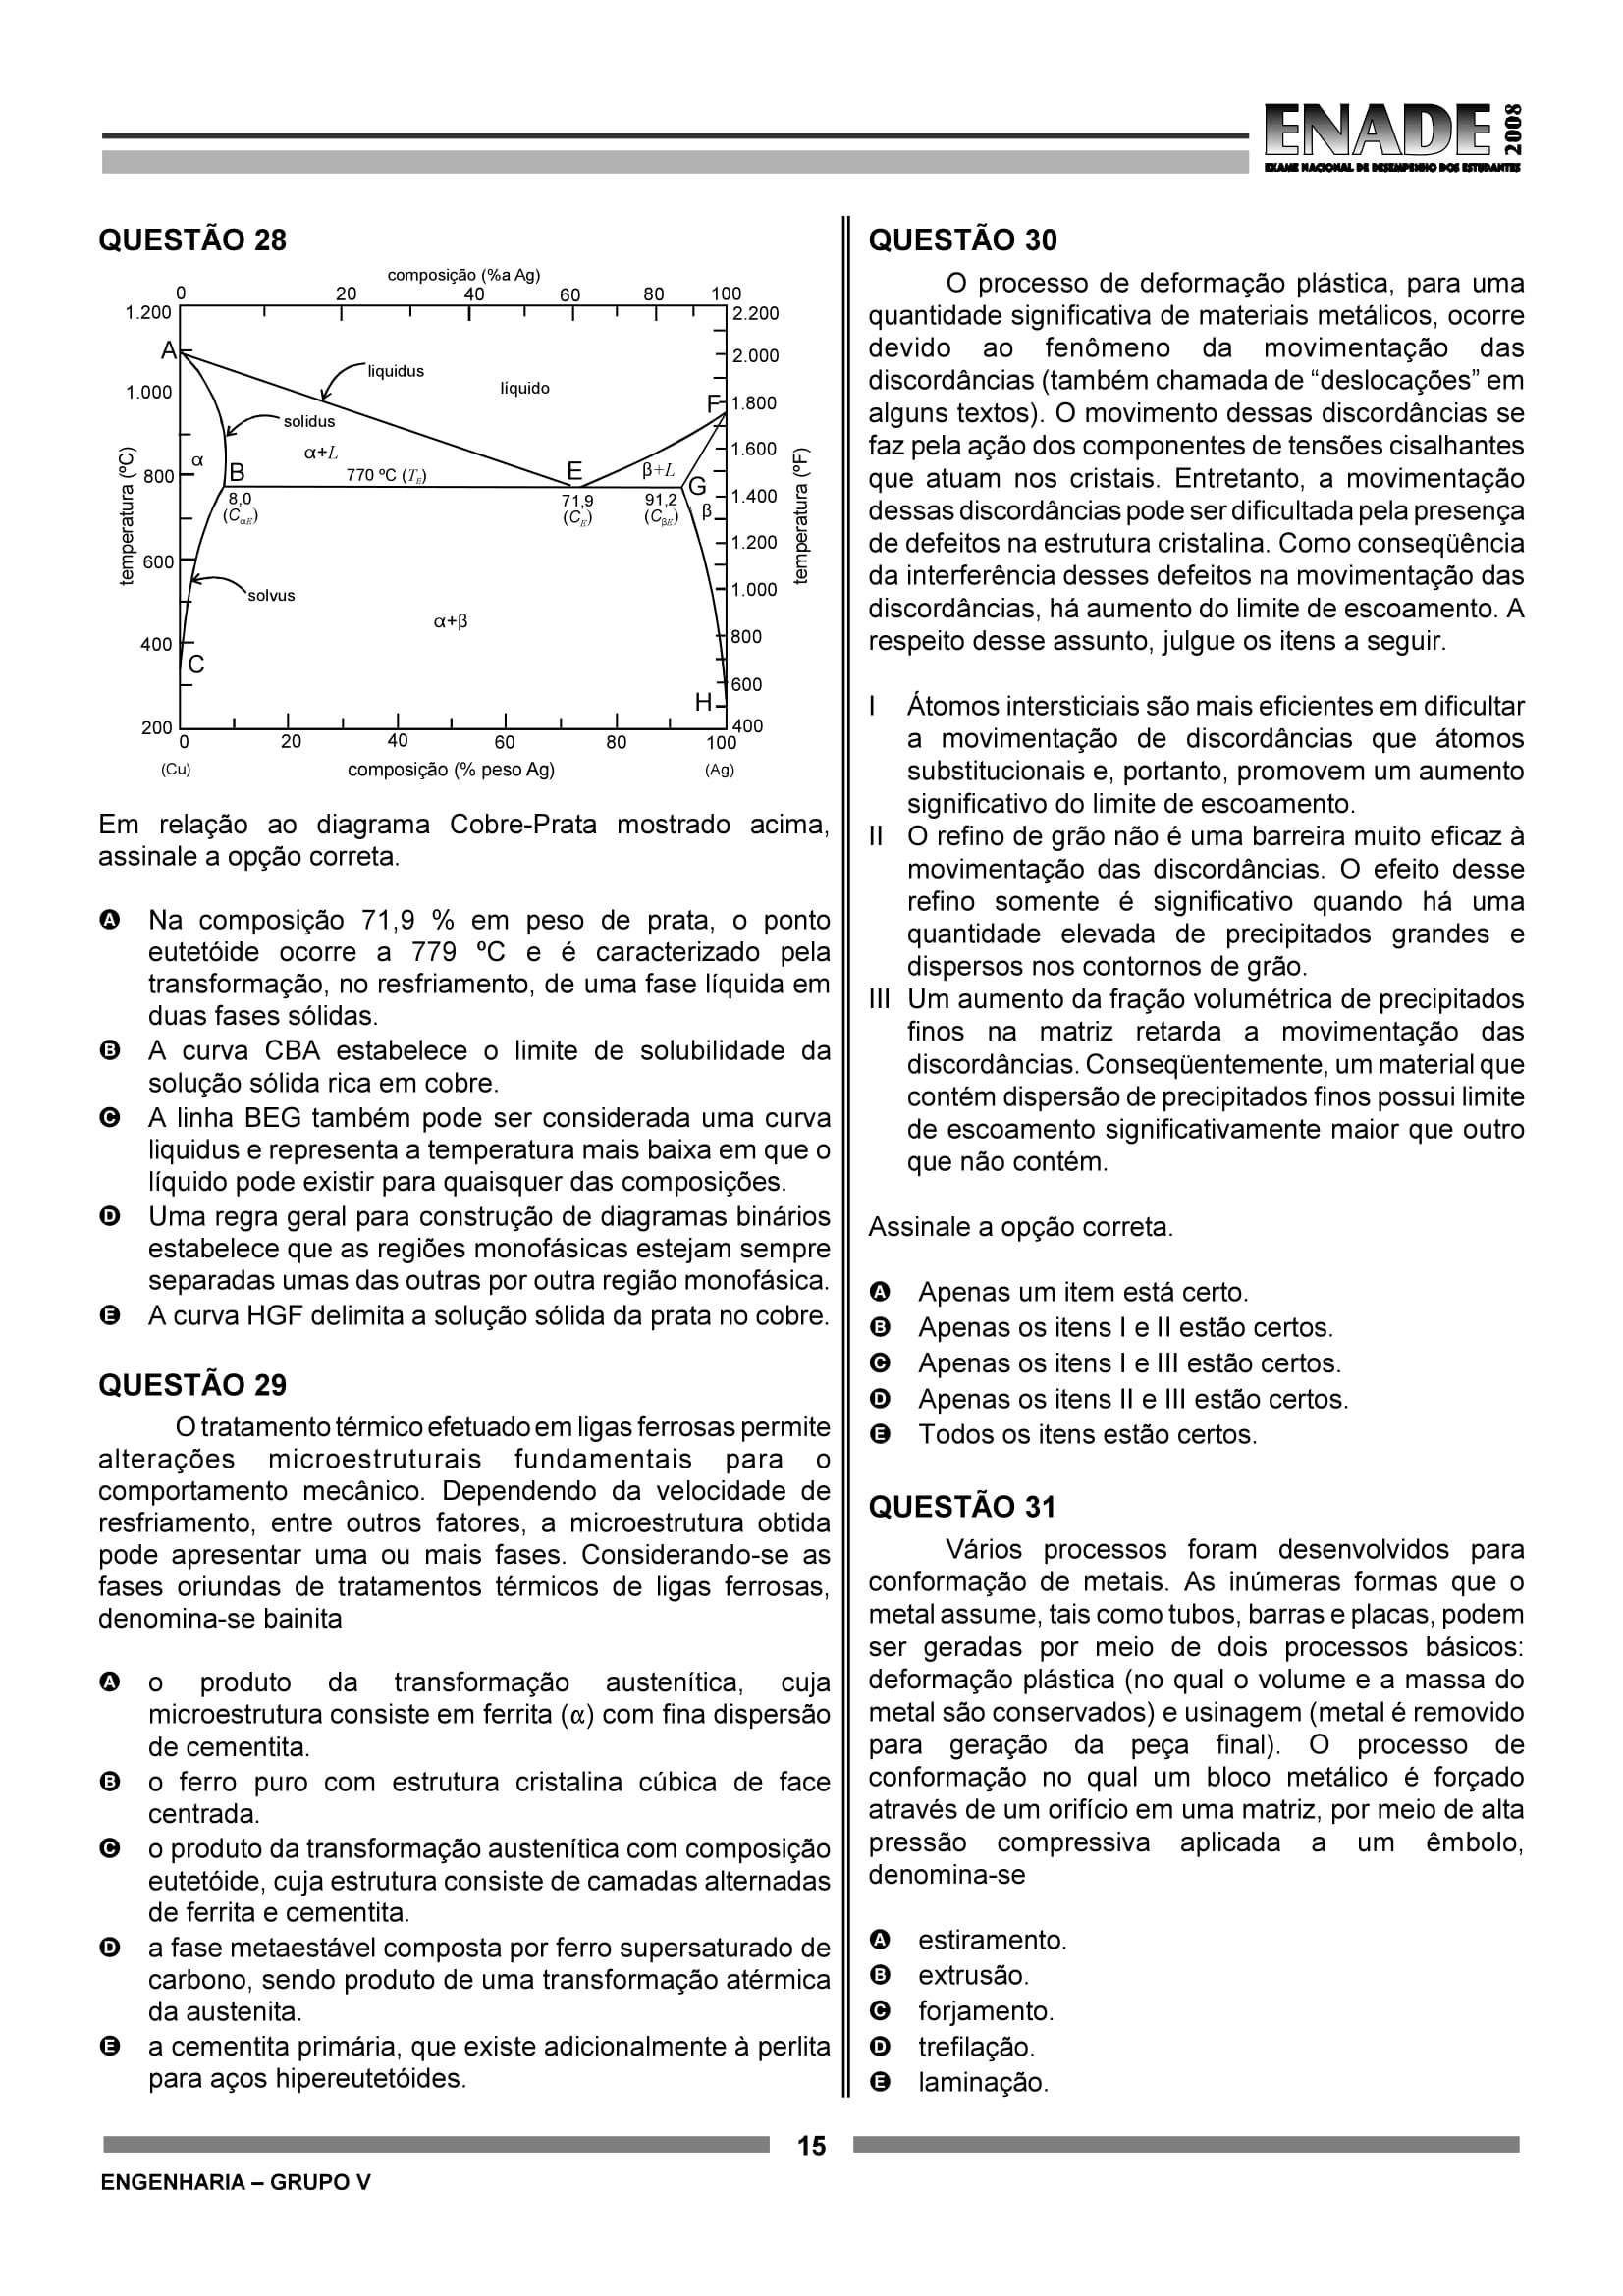 ENADE 2008
EXAME NACIONAL DE DESEMPENHO DOS ESTUDANTES
QUESTÃO 28
composição (%a Ag)
0 20 40 60 80 100
1.200
1.000
800
600
400
200
temperatura (ºC)
2.200
2.000
1.800
1.600
1.400
1.200
1.000
800
600
400
temperatura (ºF)
A
liquidus
líquido
F
solidus
α
α+L
B
770 ºC (T_E)
E
β+L
G
8,0
(C_αE)
71,9
(C_E)
91,2
(C_βE)
β
solvus
α+β
C
H
0 20 40 60 80 100
(Cu) composição (% peso Ag) (Ag)
Em relação ao diagrama Cobre-Prata mostrado acima,
assinale a opção correta.
A Na composição 71,9 % em peso de prata, o ponto
eutetóide ocorre a 779 ºC e é caracterizado pela
transformação, no resfriamento, de uma fase líquida em
duas fases sólidas.
B A curva CBA estabelece o limite de solubilidade da
solução sólida rica em cobre.
C A linha BEG também pode ser considerada uma curva
liquidus e representa a temperatura mais baixa em que o
líquido pode existir para quaisquer das composições.
D Uma regra geral para construção de diagramas binários
estabelece que as regiões monofásicas estejam sempre
separadas umas das outras por outra região monofásica.
E A curva HGF delimita a solução sólida da prata no cobre.
QUESTÃO 29
O tratamento térmico efetuado em ligas ferrosas permite
alterações microestruturais fundamentais para o
comportamento mecânico. Dependendo da velocidade de
resfriamento, entre outros fatores, a microestrutura obtida
pode apresentar uma ou mais fases. Considerando-se as
fases oriundas de tratamentos térmicos de ligas ferrosas,
denomina-se bainita
A o produto da transformação austenítica, cuja
microestrutura consiste em ferrita (α) com fina dispersão
de cementita.
B o ferro puro com estrutura cristalina cúbica de face
centrada.
C o produto da transformação austenítica com composição
eutetóide, cuja estrutura consiste de camadas alternadas
de ferrita e cementita.
D a fase metaestável composta por ferro supersaturado de
carbono, sendo produto de uma transformação atérmica
da austenita.
E a cementita primária, que existe adicionalmente à perlita
para aços hipereutetóides.
QUESTÃO 30
O processo de deformação plástica, para uma
quantidade significativa de materiais metálicos, ocorre
devido ao fenômeno da movimentação das
discordâncias (também chamada de “deslocações” em
alguns textos). O movimento dessas discordâncias se
faz pela ação dos componentes de tensões cisalhantes
que atuam nos cristais. Entretanto, a movimentação
dessas discordâncias pode ser dificultada pela presença
de defeitos na estrutura cristalina. Como conseqüência
da interferência desses defeitos na movimentação das
discordâncias, há aumento do limite de escoamento. A
respeito desse assunto, julgue os itens a seguir.
I Átomos intersticiais são mais eficientes em dificultar
a movimentação de discordâncias que átomos
substitucionais e, portanto, promovem um aumento
significativo do limite de escoamento.
II O refino de grão não é uma barreira muito eficaz à
movimentação das discordâncias. O efeito desse
refino somente é significativo quando há uma
quantidade elevada de precipitados grandes e
dispersos nos contornos de grão.
III Um aumento da fração volumétrica de precipitados
finos na matriz retarda a movimentação das
discordâncias. Conseqüentemente, um material que
contém dispersão de precipitados finos possui limite
de escoamento significativamente maior que outro
que não contém.
Assinale a opção correta.
A Apenas um item está certo.
B Apenas os itens I e II estão certos.
C Apenas os itens I e III estão certos.
D Apenas os itens II e III estão certos.
E Todos os itens estão certos.
QUESTÃO 31
Vários processos foram desenvolvidos para
conformação de metais. As inúmeras formas que o
metal assume, tais como tubos, barras e placas, podem
ser geradas por meio de dois processos básicos:
deformação plástica (no qual o volume e a massa do
metal são conservados) e usinagem (metal é removido
para geração da peça final). O processo de
conformação no qual um bloco metálico é forçado
através de um orifício em uma matriz, por meio de alta
pressão compressiva aplicada a um êmbolo,
denomina-se
A estiramento.
B extrusão.
C forjamento.
D trefilação.
E laminação.
15
ENGENHARIA – GRUPO V